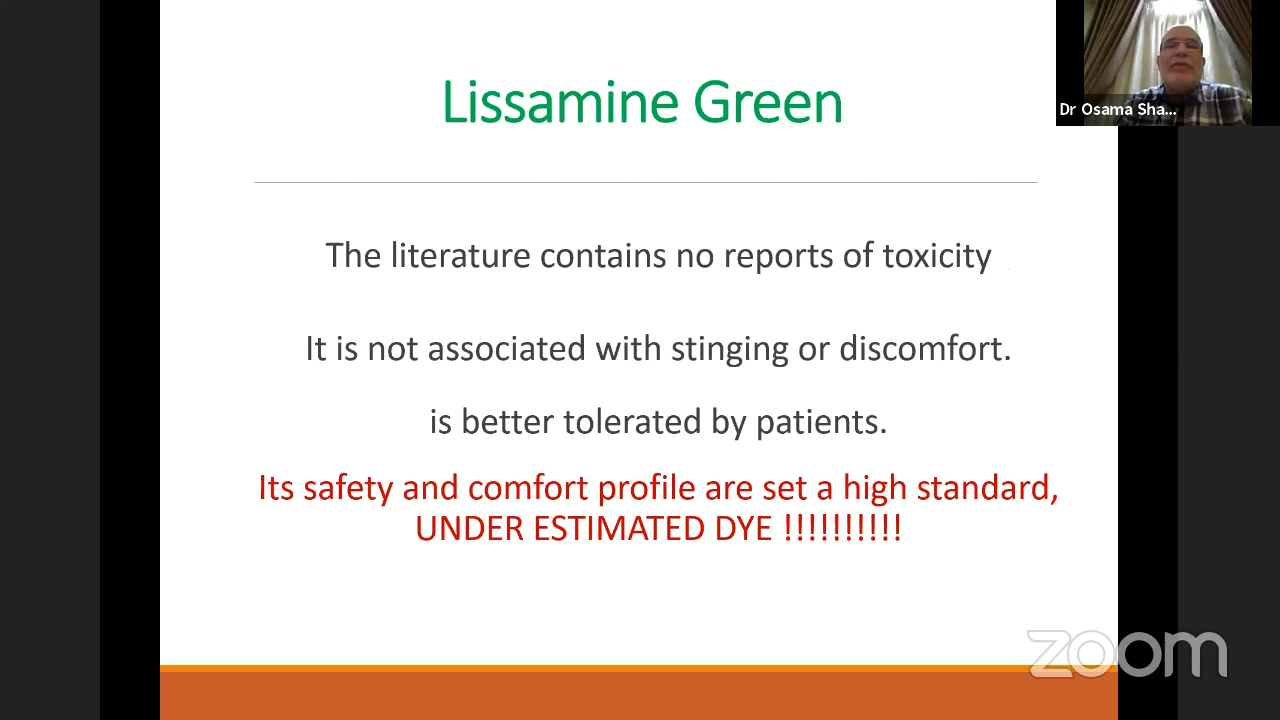 Lissamine Green
Dr Osama Sha...
The literature contains no reports of toxicity
It is not associated with stinging or discomfort.
is better tolerated by patients.
Its safety and comfort profile are set a high standard,
UNDER ESTIMATED DYE !!!!!!!!!!
zoom